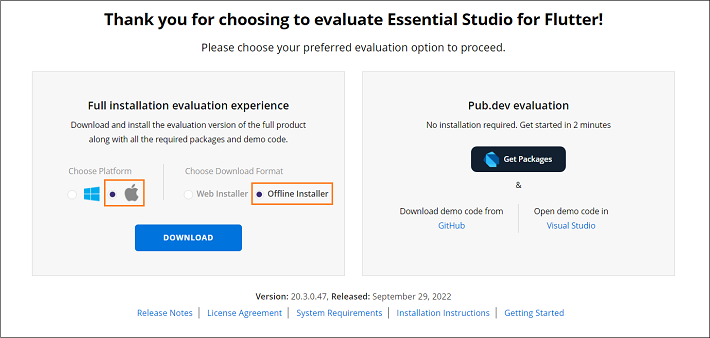 Thank you for choosing to evaluate Essential Studio for Flutter!
Please choose your preferred evaluation option to proceed.
Full installation evaluation experience
Download and install the evaluation version of the full product
along with all the required packages and demo code.
Choose Platform
Choose Download Format
Web Installer
Offline Installer
DOWNLOAD
Pub.dev evaluation
No installation required. Get started in 2 minutes
Get Packages
&
Download demo code from
GitHub
Open demo code in
Visual Studio
Version: 20.3.0.47, Released: September 29, 2022
Release Notes | License Agreement | System Requirements | Installation Instructions | Getting Started